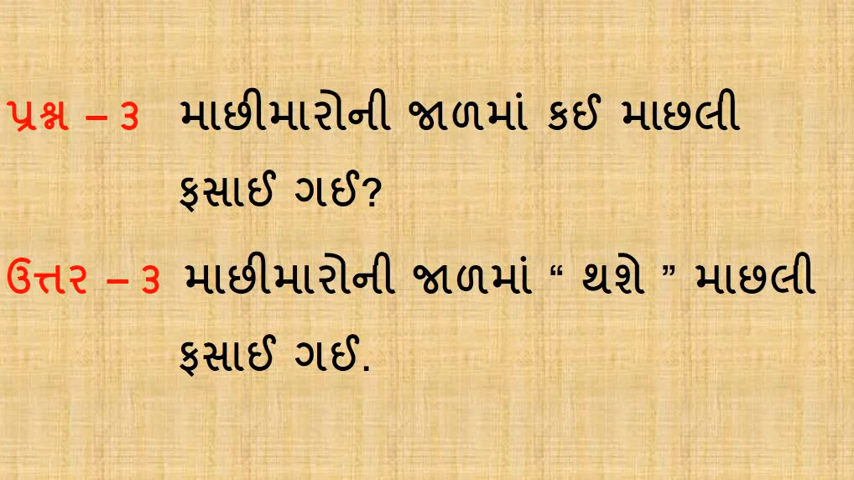 પ્રશ્ન – ૩ માછીમારોની જાળમાં કઈ માછલી
ફસાઈ ગઈ?
ઉત્તર – ૩ માછીમારોની જાળમાં “ થશે ” માછલી
ફસાઈ ગઈ.